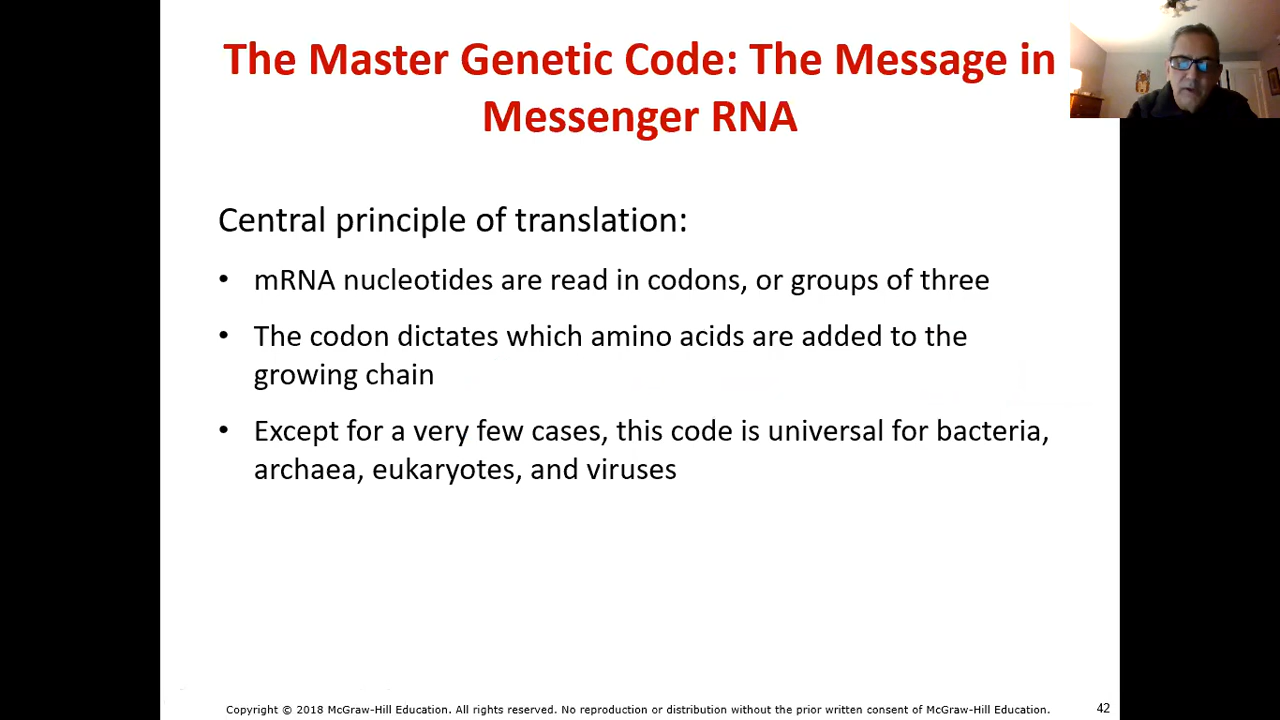 The Master Genetic Code: The Message in
Messenger RNA
Central principle of translation:
• mRNA nucleotides are read in codons, or groups of three
• The codon dictates which amino acids are added to the
growing chain
• Except for a very few cases, this code is universal for bacteria,
archaea, eukaryotes, and viruses
Copyright © 2018 McGraw-Hill Education. All rights reserved. No reproduction or distribution without the prior written consent of McGraw-Hill Education.
42